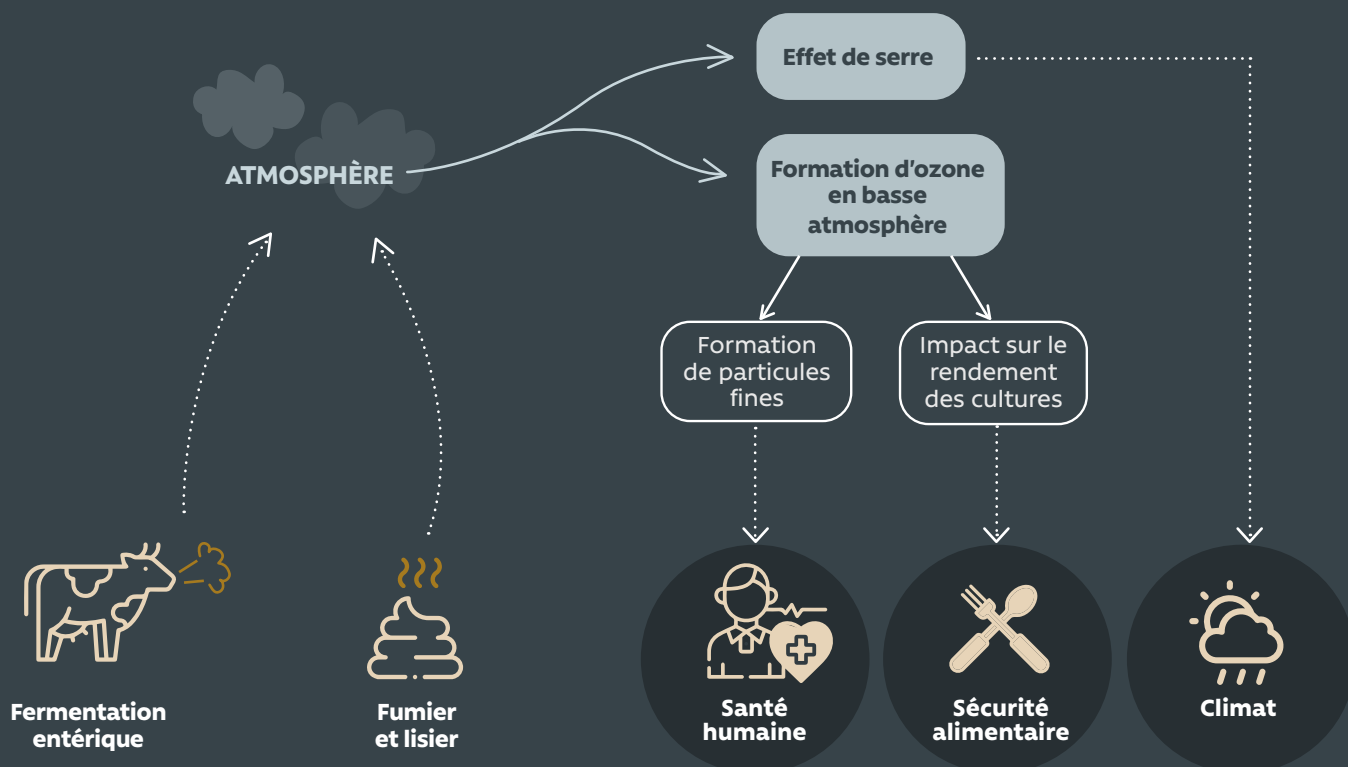 Effet de serre
ATMOSPHÈRE
Formation d'ozone
en basse
atmosphère
Formation
de particules
fines
Impact sur le
rendement
des cultures
Fermentation
entérique
Fumier
et lisier
Santé
humaine
Sécurité
alimentaire
Climat